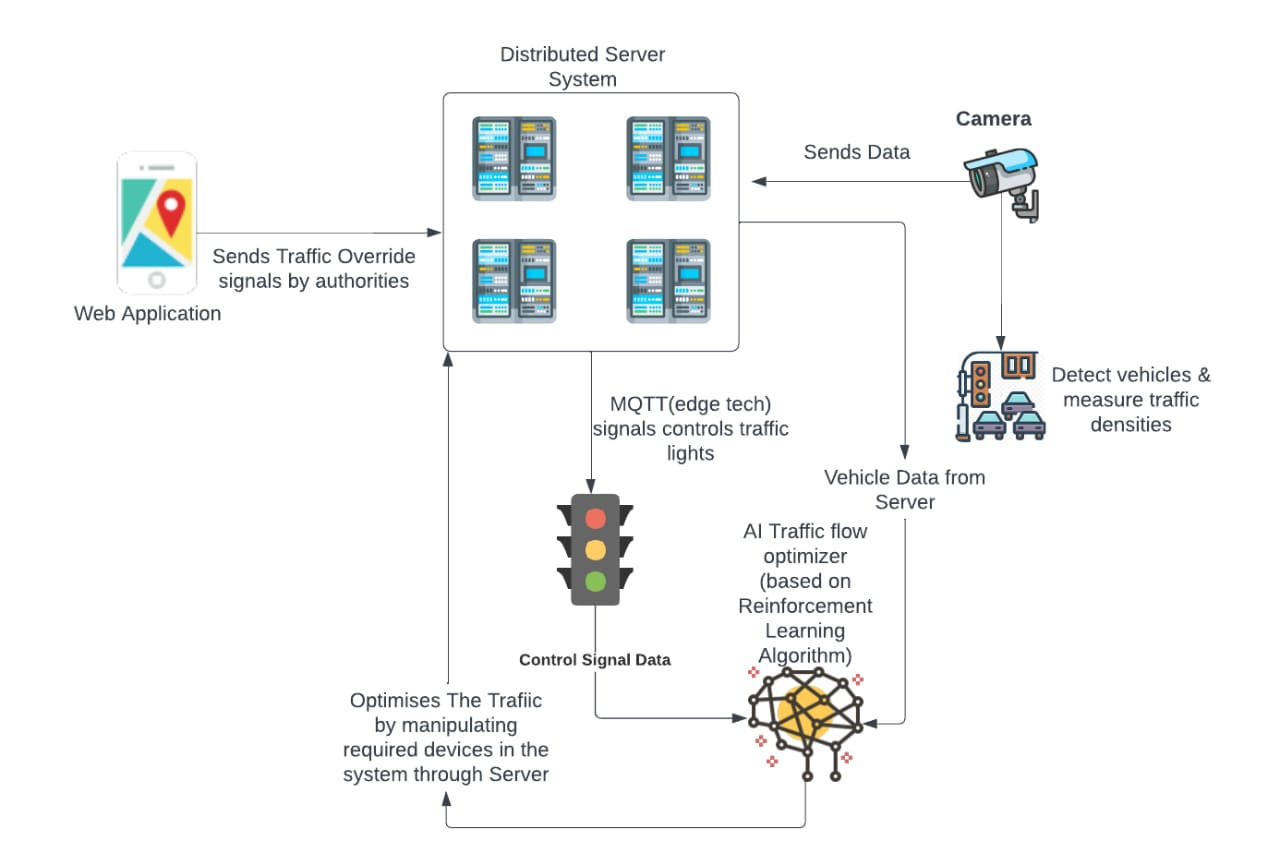 Distributed Server
System
Camera
Sends Data
Sends Traffic Override
signals by authorities
Web Application
Detect vehicles &
measure traffic
densities
MQTT(edge tech)
signals controls traffic
lights
Vehicle Data from
Server
AI Traffic flow
optimizer
(based on
Reinforcement
Learning
Algorithm)
Control Signal Data
Optimises The Trafiic
by manipulating
required devices in the
system through Server